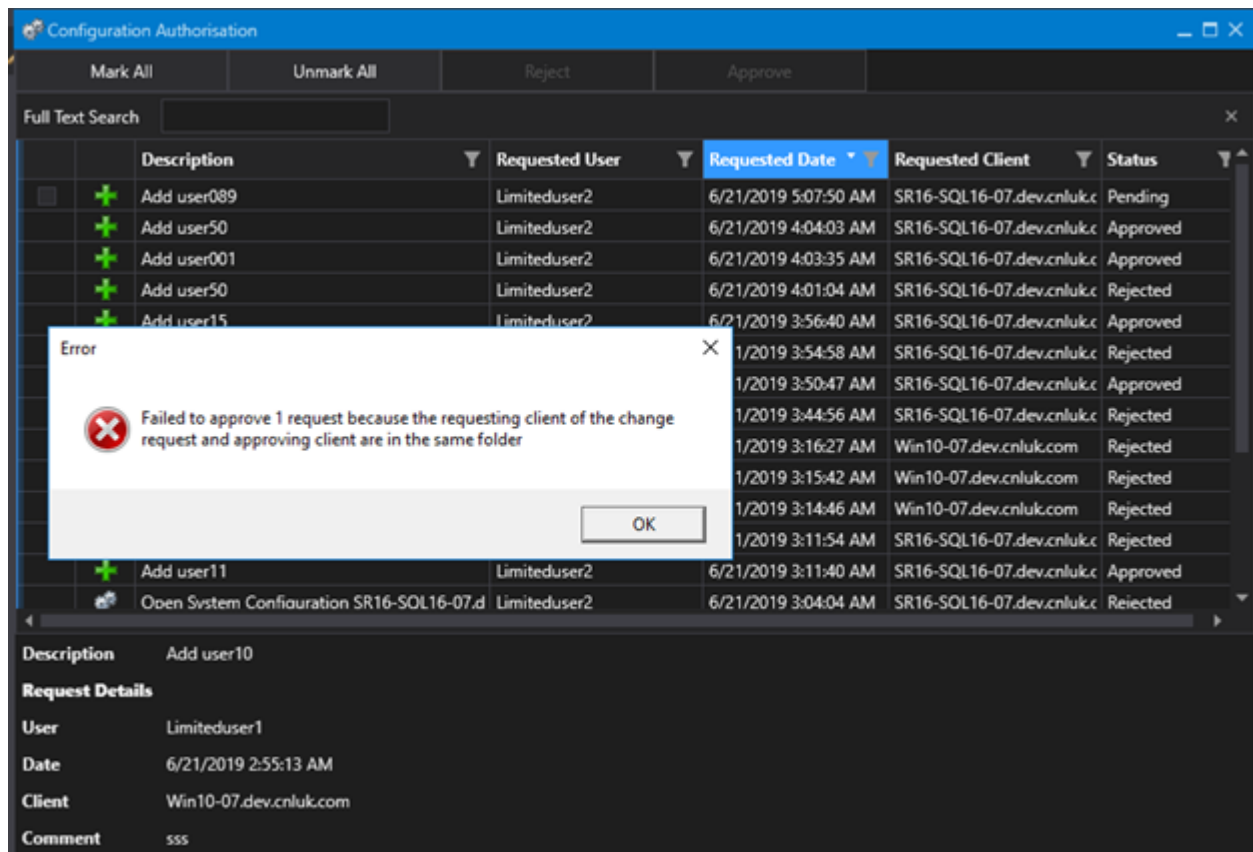 Configuration Authorisation
Mark All Unmark All Reject Approve
Full Text Search
Description Requested User Requested Date Requested Client Status
Add user089 Limiteduser2 6/21/2019 5:07:50 AM SR16-SQL16-07.dev.cnluk.c Pending
Add user50 Limiteduser2 6/21/2019 4:04:03 AM SR16-SQL16-07.dev.cnluk.c Approved
Add user001 Limiteduser2 6/21/2019 4:03:35 AM SR16-SQL16-07.dev.cnluk.c Approved
Add user50 Limiteduser2 6/21/2019 4:01:04 AM SR16-SQL16-07.dev.cnluk.c Rejected
Add user15 Limiteduser2 6/21/2019 3:56:40 AM SR16-SQL16-07.dev.cnluk.c Approved
Error
1/2019 3:54:58 AM SR16-SQL16-07.dev.cnluk.c Rejected
1/2019 3:50:47 AM SR16-SQL16-07.dev.cnluk.c Approved
Failed to approve 1 request because the requesting client of the change
request and approving client are in the same folder
1/2019 3:44:56 AM SR16-SQL16-07.dev.cnluk.c Rejected
1/2019 3:16:27 AM Win10-07.dev.cnluk.com Rejected
1/2019 3:15:42 AM Win10-07.dev.cnluk.com Rejected
1/2019 3:14:46 AM Win10-07.dev.cnluk.com Rejected
OK
1/2019 3:11:54 AM SR16-SQL16-07.dev.cnluk.c Rejected
Add user11 Limiteduser2 6/21/2019 3:11:40 AM SR16-SQL16-07.dev.cnluk.c Approved
Open System Configuration SR16-SQL16-07.d Limiteduser2 6/21/2019 3:04:04 AM SR16-SQL16-07.dev.cnluk.c Rejected
Description Add user10
Request Details
User Limiteduser1
Date 6/21/2019 2:55:13 AM
Client Win10-07.dev.cnluk.com
Comment sss